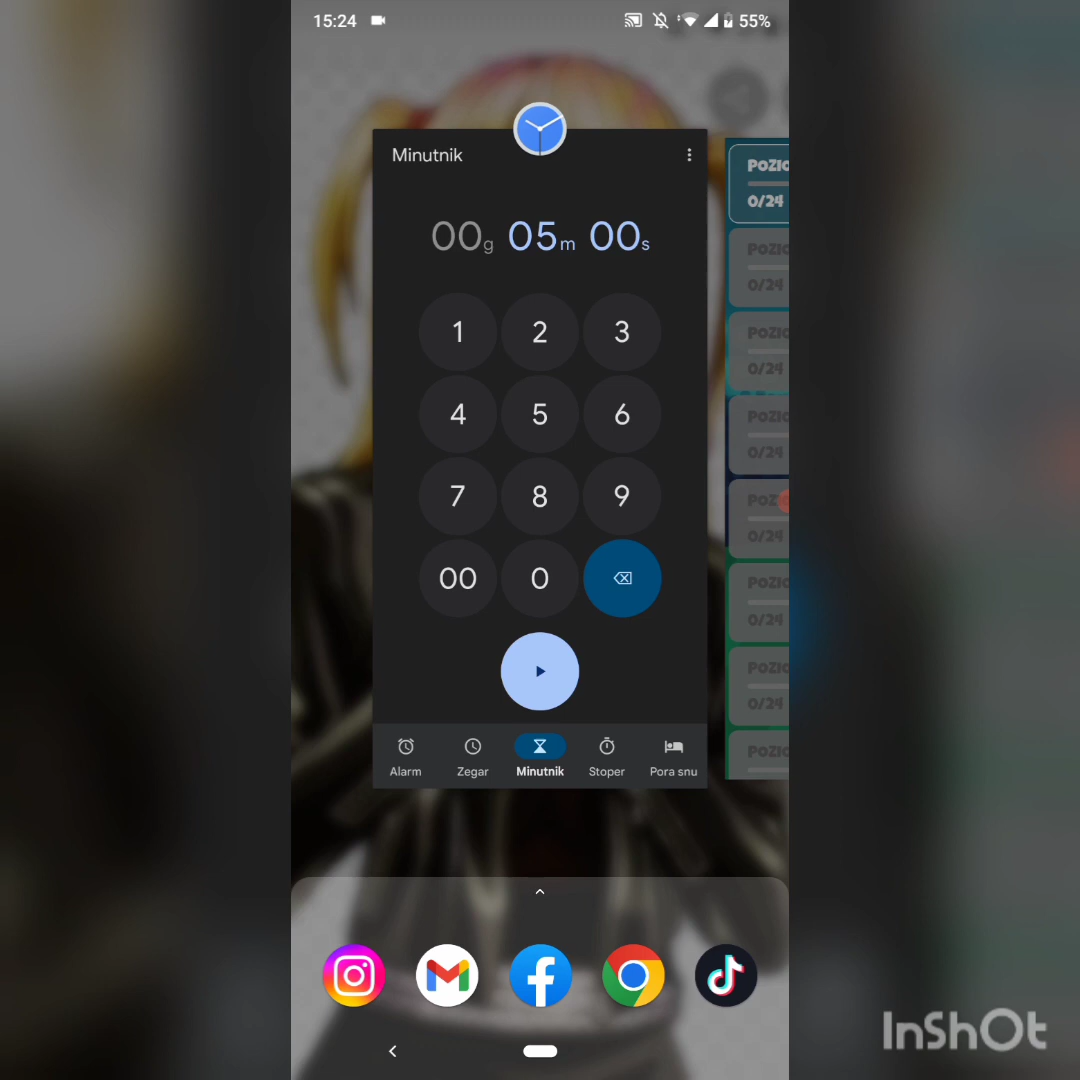 15:24 55%
Minutnik
00g 05m 00s
1 2 3
4 5 6
7 8 9
00 0
Alarm Zegar Minutnik Stoper Pora snu
POZIO
0/24
POZIO
0/24
POZIO
0/24
POZIO
0/24
POZI
0/24
POZIO
0/24
POZIO
0/24
POZIO
InShOt